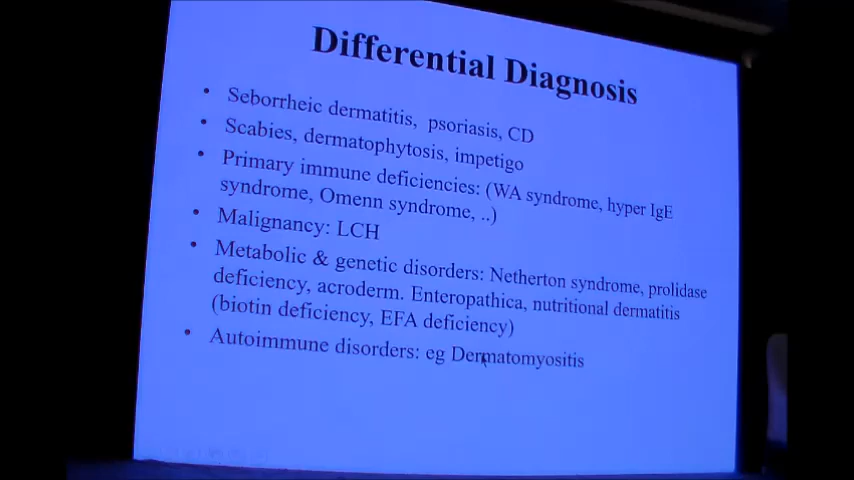 Differential Diagnosis
• Seborrheic dermatitis, psoriasis, CD
• Scabies, dermatophytosis, impetigo
• Primary immune deficiencies: (WA syndrome, hyper IgE
syndrome, Omenn syndrome, ..)
• Malignancy: LCH
• Metabolic & genetic disorders: Netherton syndrome, prolidase
deficiency, acroderm. Enteropathica, nutritional dermatitis
(biotin deficiency, EFA deficiency)
• Autoimmune disorders: eg Dermatomyositis